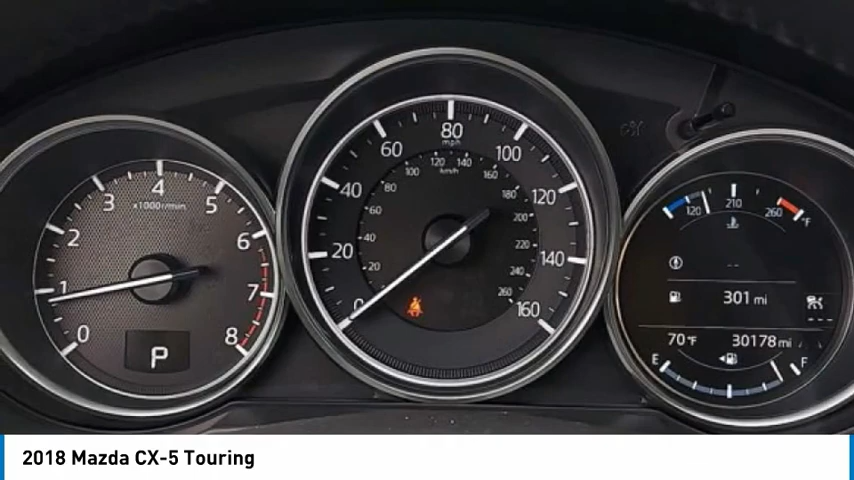 0 1 2 3 4 5 6 7 8
x1000r/min
P
0 20 40 60 80 100 120 140 160
mph
20 40 60 80 100 120 140 160 180 200 220 240 260
km/h
120 210 260 °F
--
301 mi
---
70 °F 30178 mi
E F
2018 Mazda CX-5 Touring